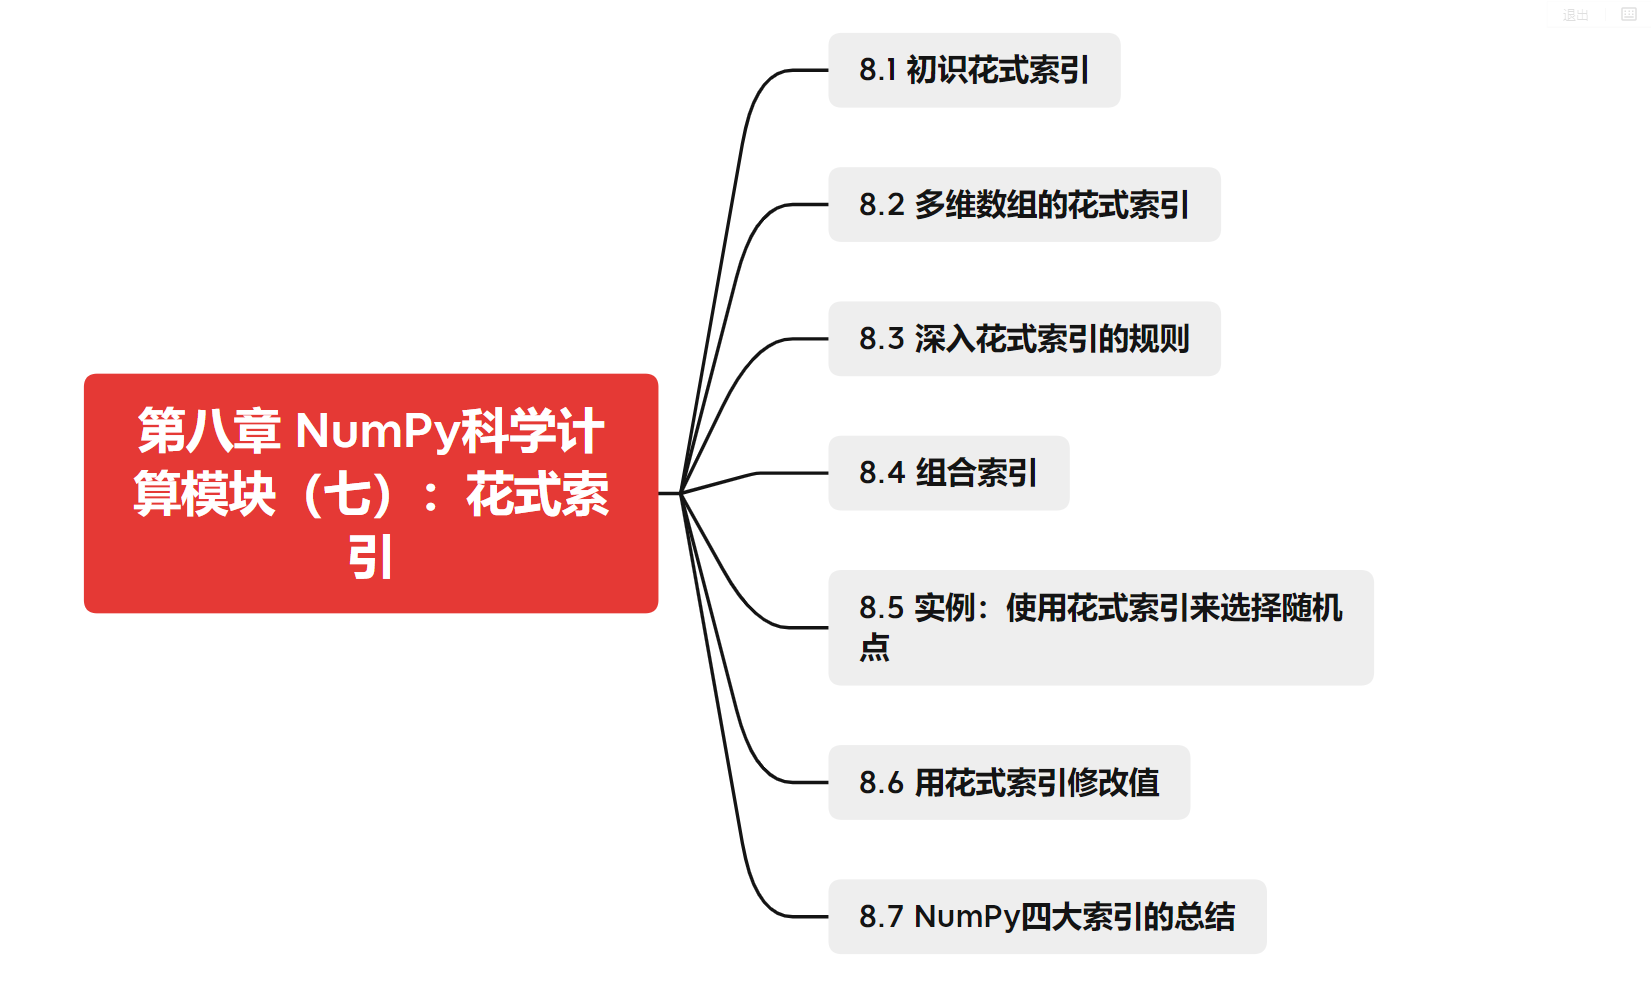 退出
8.1 初识花式索引
8.2 多维数组的花式索引
8.3 深入花式索引的规则
第八章 NumPy科学计
算模块（七）：花式索
引
8.4 组合索引
8.5 实例：使用花式索引来选择随机
点
8.6 用花式索引修改值
8.7 NumPy四大索引的总结